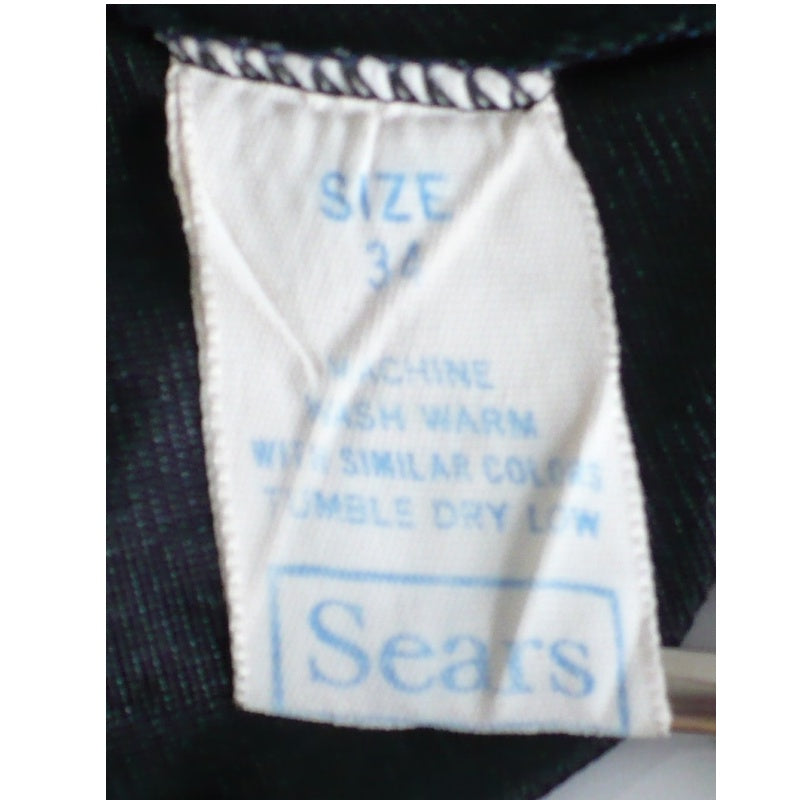 SIZE
34
MACHINE
WASH WARM
WITH SIMILAR COLORS
TUMBLE DRY LOW
Sears